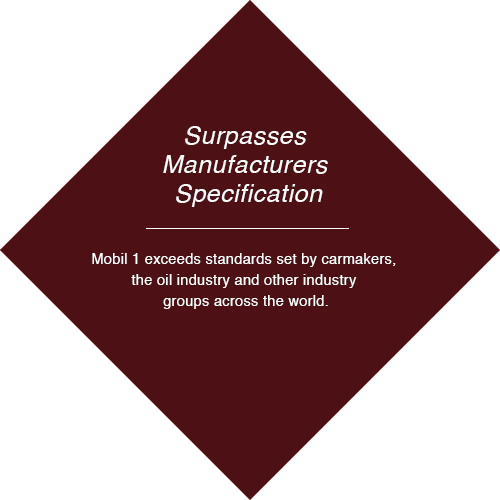 Surpasses
Manufacturers
Specification
Mobil 1 exceeds standards set by carmakers,
the oil industry and other industry
groups across the world.